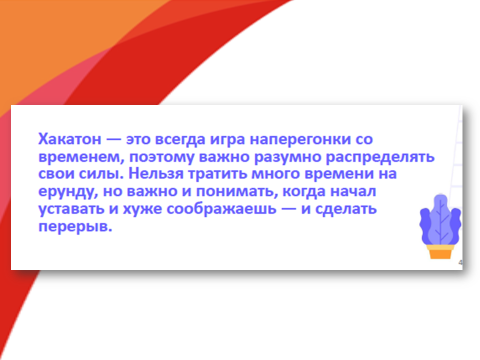 Хакатон — это всегда игра наперегонки со
временем, поэтому важно разумно распределять
свои силы. Нельзя тратить много времени на
ерунду, но важно и понимать, когда начал
уставать и хуже соображаешь — и сделать
перерыв.